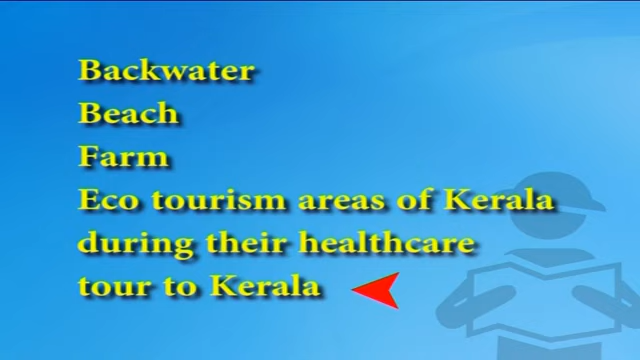 Backwater
Beach
Farm
Eco tourism areas of Kerala
during their healthcare
tour to Kerala